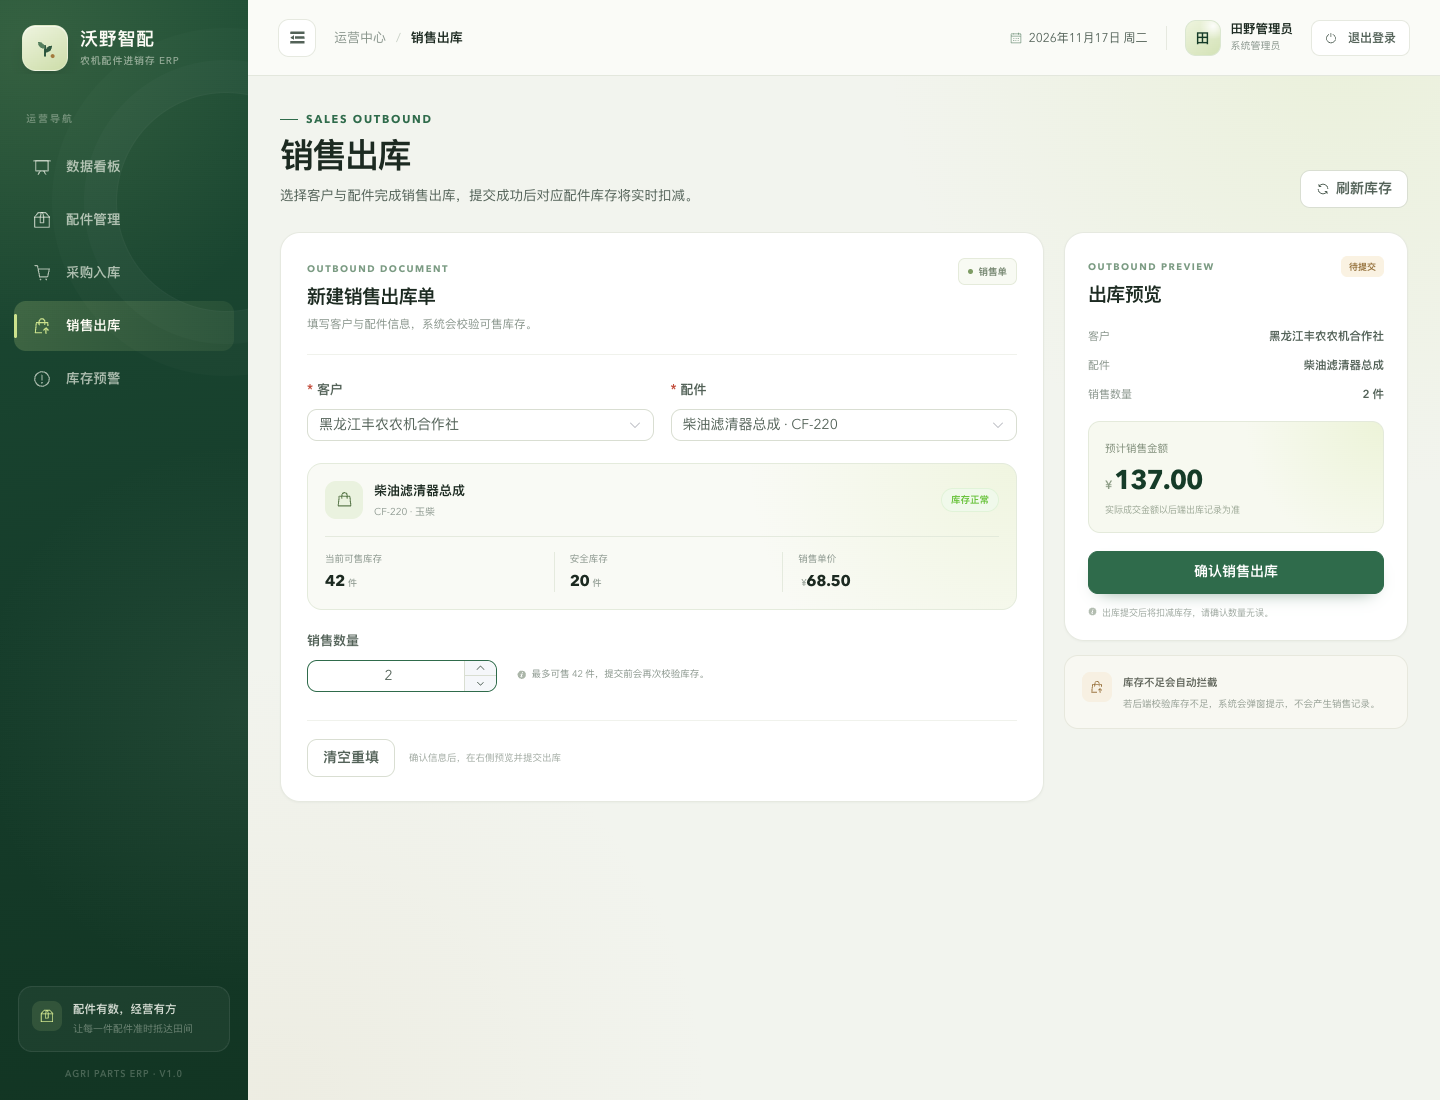 沃野智配
农机配件进销存 ERP
运营导航
数据看板
配件管理
采购入库
销售出库
库存预警
配件有数，经营有方
让每一件配件准时抵达田间
AGRI PARTS ERP · V1.0
运营中心 / 销售出库
2026年11月17日 周二
田
田野管理员
系统管理员
退出登录
SALES OUTBOUND
销售出库
选择客户与配件完成销售出库，提交成功后对应配件库存将实时扣减。
刷新库存
OUTBOUND DOCUMENT
新建销售出库单
填写客户与配件信息，系统会校验可售库存。
销售单
* 客户
黑龙江丰农农机合作社
* 配件
柴油滤清器总成 · CF-220
柴油滤清器总成
CF-220 · 玉柴
库存正常
当前可售库存
42 件
安全库存
20 件
销售单价
¥68.50
销售数量
2
最多可售 42 件，提交前会再次校验库存。
清空重填
确认信息后，在右侧预览并提交出库
OUTBOUND PREVIEW
出库预览
待提交
客户 黑龙江丰农农机合作社
配件 柴油滤清器总成
销售数量 2 件
预计销售金额
¥137.00
实际成交金额以后端出库记录为准
确认销售出库
出库提交后将扣减库存，请确认数量无误。
库存不足会自动拦截
若后端校验库存不足，系统会弹窗提示，不会产生销售记录。